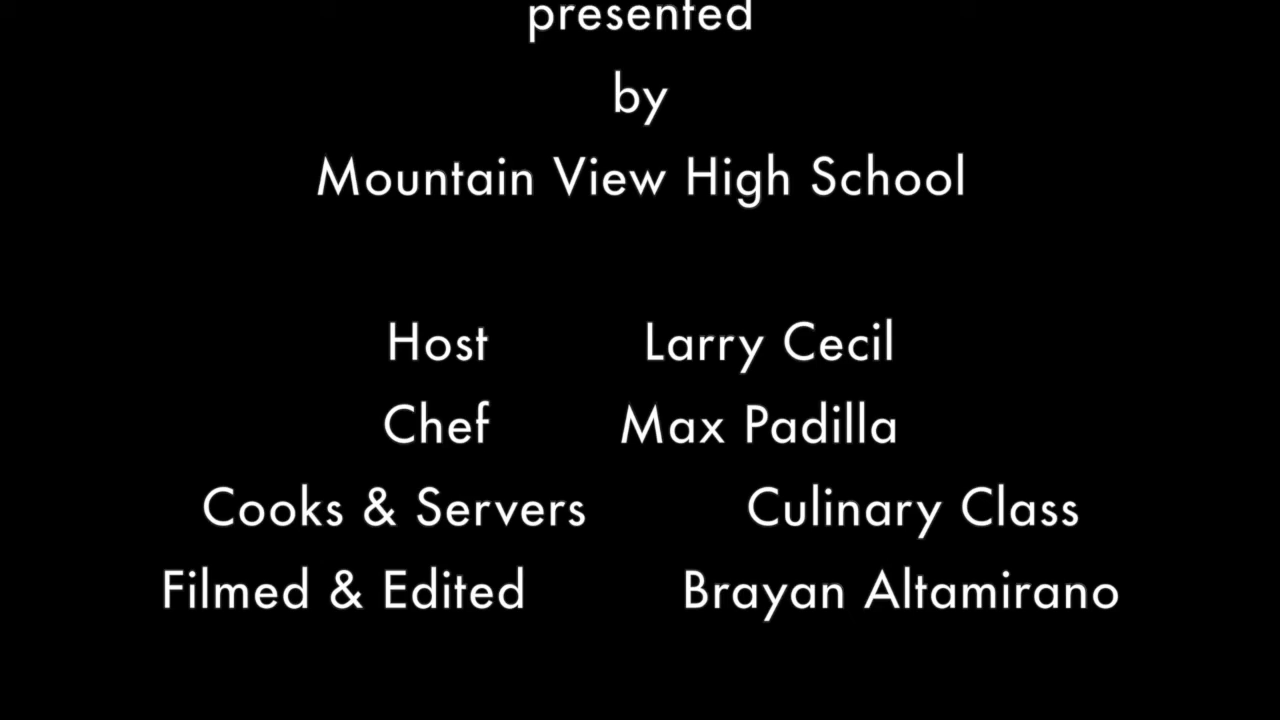 presented
by
Mountain View High School
Host Larry Cecil
Chef Max Padilla
Cooks & Servers Culinary Class
Filmed & Edited Brayan Altamirano